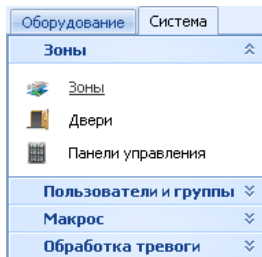 Оборудование Система
Зоны
Зоны
Двери
Панели управления
Пользователи и группы
Макрос
Обработка тревоги